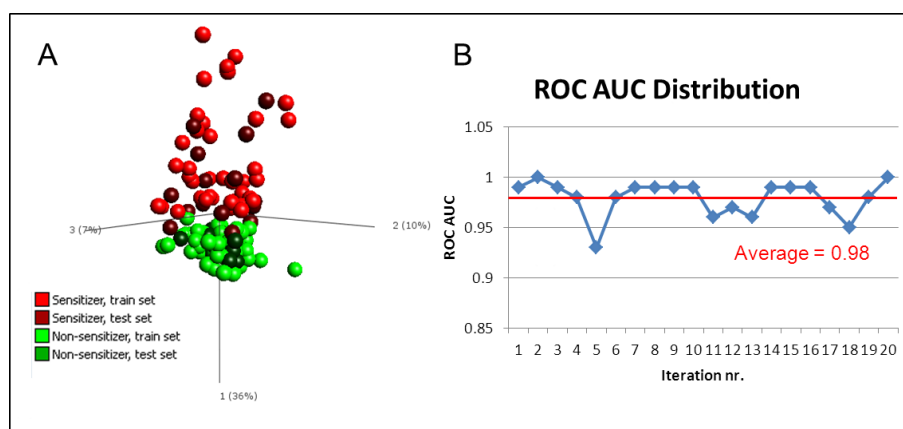 A
3 (7%)
2 (10%)
1 (36%)
Sensitizer, train set
Sensitizer, test set
Non-sensitizer, train set
Non-sensitizer, test set
B
ROC AUC Distribution
ROC AUC
1.05
1
0.95
0.9
0.85
Average = 0.98
1 2 3 4 5 6 7 8 9 10 11 12 13 14 15 16 17 18 19 20
Iteration nr.